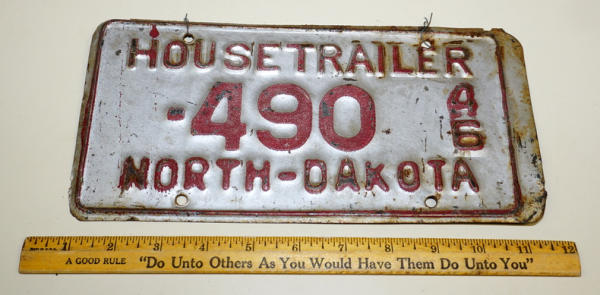 HOUSETRAILER
-490
46
NORTH-DAKOTA
1 2 3 4 5 6 7 8 9 10 11 12
A GOOD RULE "Do Unto Others As You Would Have Them Do Unto You"